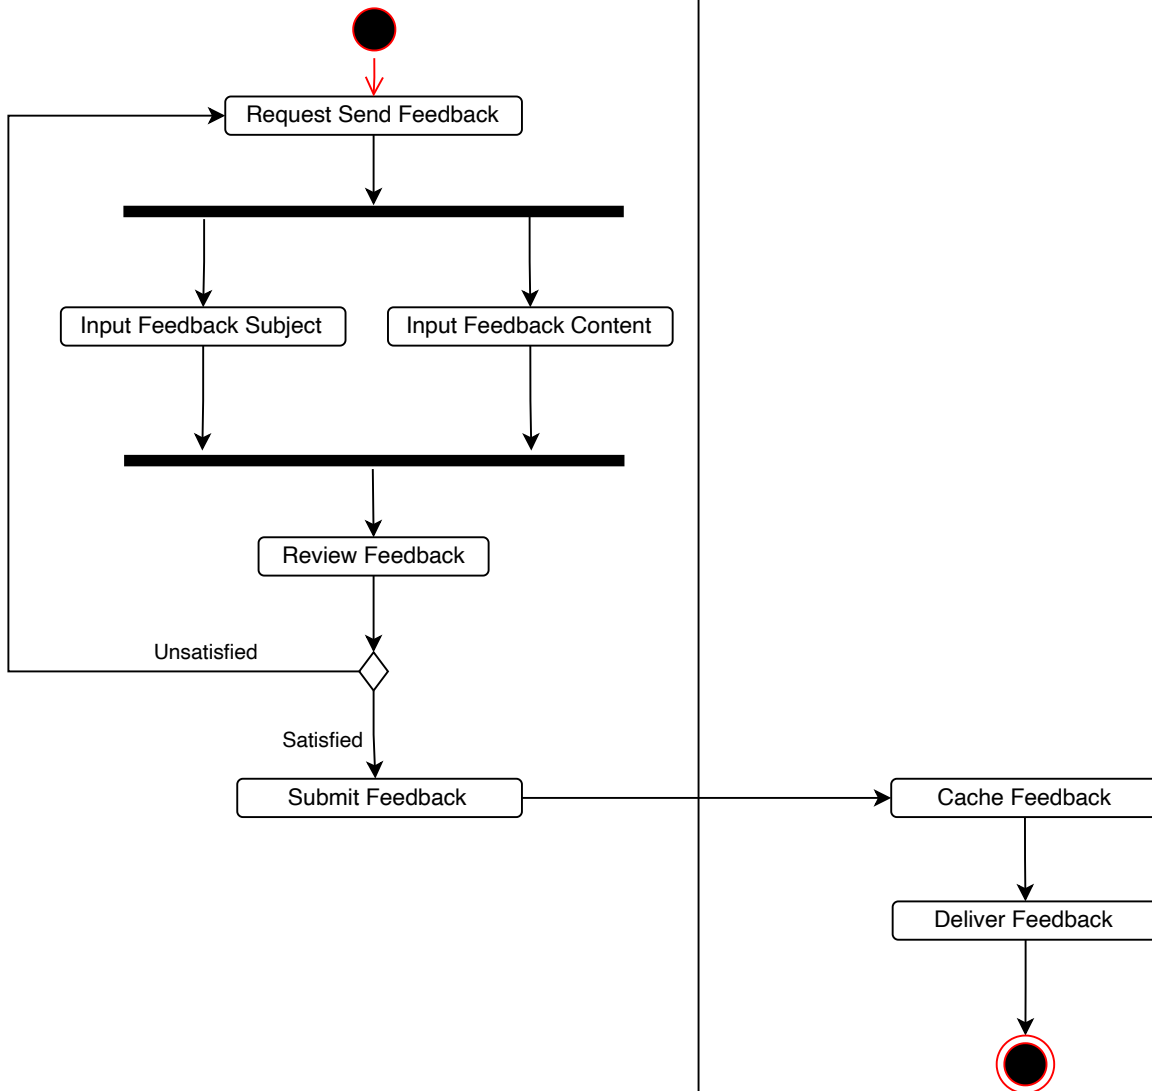 Request Send Feedback
Input Feedback Subject
Input Feedback Content
Review Feedback
Unsatisfied
Satisfied
Submit Feedback
Cache Feedback
Deliver Feedback